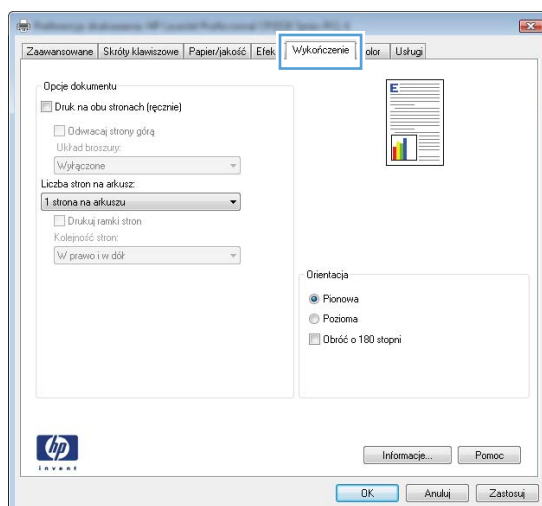 Zaawansowane Skróty klawiszowe Papier/jakość Efek Wykończenie olor Usługi
Opcje dokumentu
Druk na obu stronach (ręcznie)
Odwracaj strony górą
Układ broszury:
Wyłączone
Liczba stron na arkusz:
1 strona na arkuszu
Drukuj ramki stron
Kolejność stron:
W prawo i w dół
E
Orientacja
Pionowa
Pozioma
Obróć o 180 stopni
hp
invent
Informacje... Pomoc
OK Anuluj Zastosuj